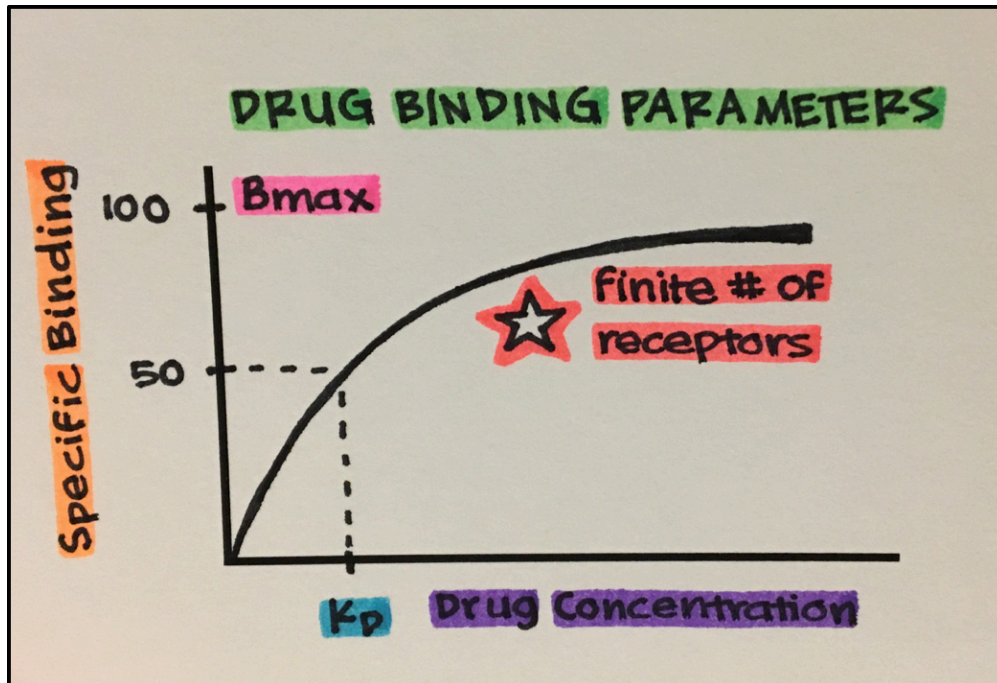 DRUG BINDING PARAMETERS
Specific Binding
100
Bmax
finite # of
receptors
50
KD
Drug Concentration